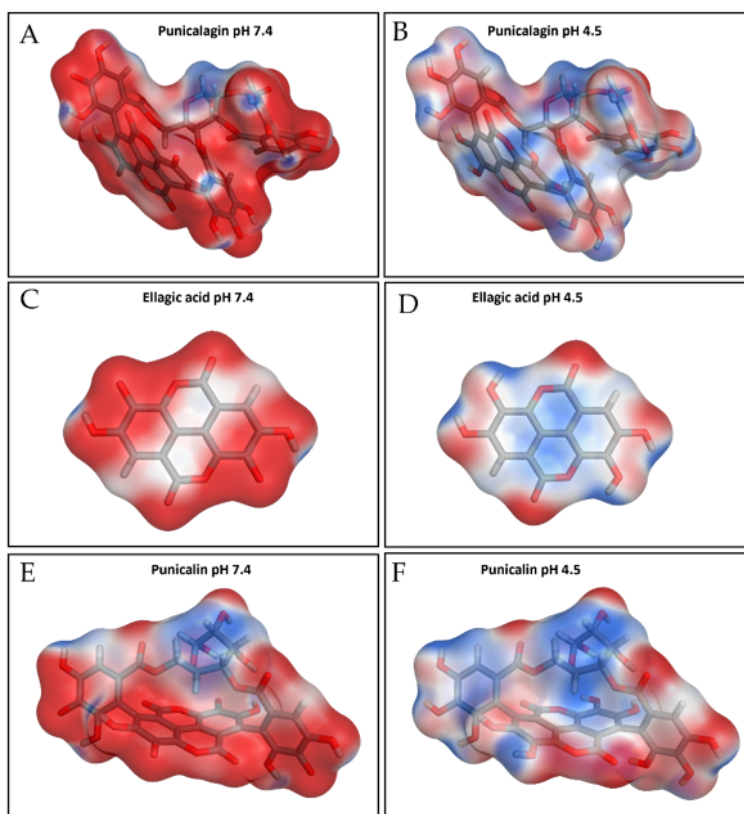 A
Punicalagin pH 7.4
B
Punicalagin pH 4.5
C
Ellagic acid pH 7.4
D
Ellagic acid pH 4.5
E
Punicalin pH 7.4
F
Punicalin pH 4.5